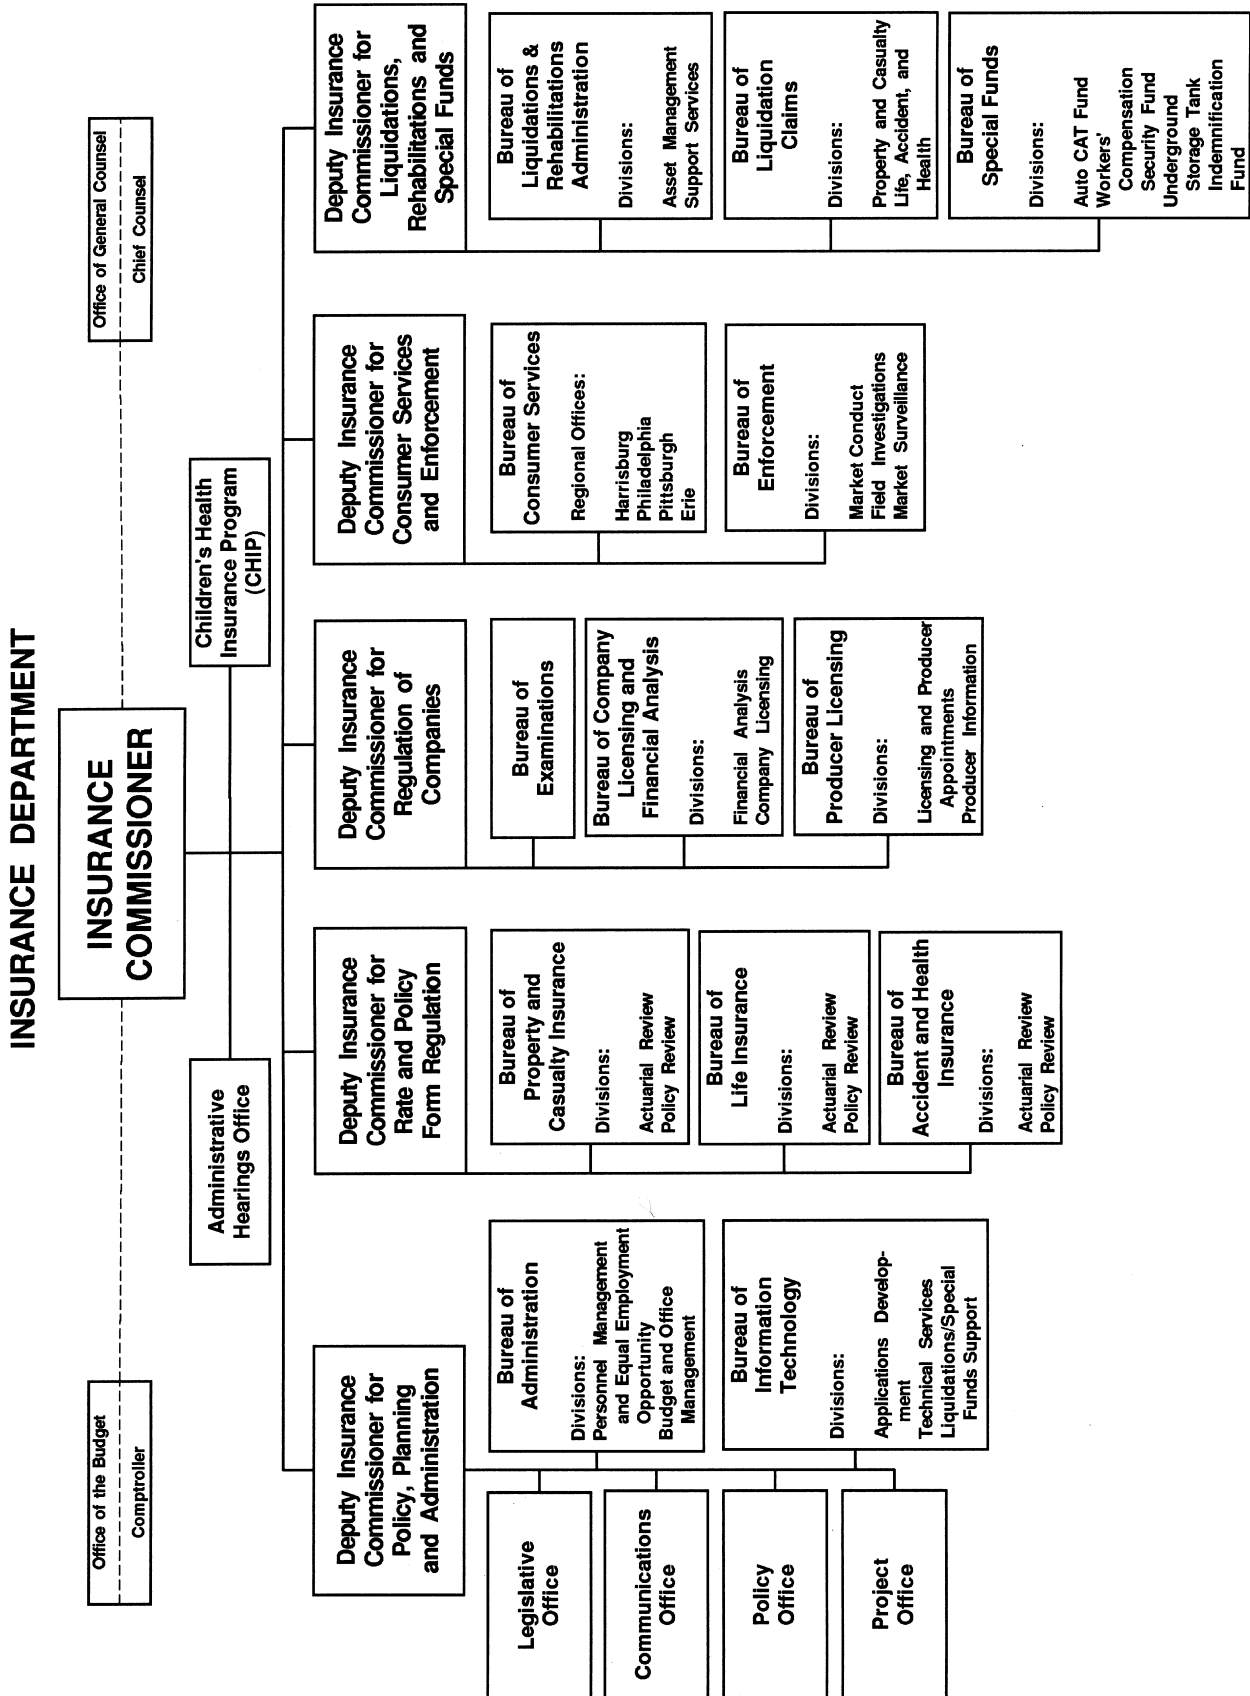 INSURANCE DEPARTMENT
Office of the Budget
Comptroller
INSURANCE
COMMISSIONER
Office of General Counsel
Chief Counsel
Administrative
Hearings Office
Children's Health
Insurance Program
(CHIP)
Deputy Insurance
Commissioner for
Policy, Planning
and Administration
Legislative
Office
Communications
Office
Policy
Office
Project
Office
Bureau of
Administration
Divisions:
Personnel Management
and Equal Employment
Opportunity
Budget and Office
Management
Bureau of
Information
Technology
Divisions:
Applications Develop-
ment
Technical Services
Liquidations/Special
Funds Support
Deputy Insurance
Commissioner for
Rate and Policy
Form Regulation
Bureau of
Property and
Casualty Insurance
Divisions:
Actuarial Review
Policy Review
Bureau of
Life Insurance
Divisions:
Actuarial Review
Policy Review
Bureau of
Accident and Health
Insurance
Divisions:
Actuarial Review
Policy Review
Deputy Insurance
Commissioner for
Regulation of
Companies
Bureau of
Examinations
Bureau of Company
Licensing and
Financial Analysis
Divisions:
Financial Analysis
Company Licensing
Bureau of
Producer Licensing
Divisions:
Licensing and Producer
Appointments
Producer Information
Deputy Insurance
Commissioner for
Consumer Services
and Enforcement
Bureau of
Consumer Services
Regional Offices:
Harrisburg
Philadelphia
Pittsburgh
Erie
Bureau of
Enforcement
Divisions:
Market Conduct
Field Investigations
Market Surveillance
Deputy Insurance
Commissioner for
Liquidations,
Rehabilitations and
Special Funds
Bureau of
Liquidations &
Rehabilitations
Administration
Divisions:
Asset Management
Support Services
Bureau of
Liquidation
Claims
Divisions:
Property and Casualty
Life, Accident, and
Health
Bureau of
Special Funds
Divisions:
Auto CAT Fund
Workers'
Compensation
Security Fund
Underground
Storage Tank
Indemnification
Fund